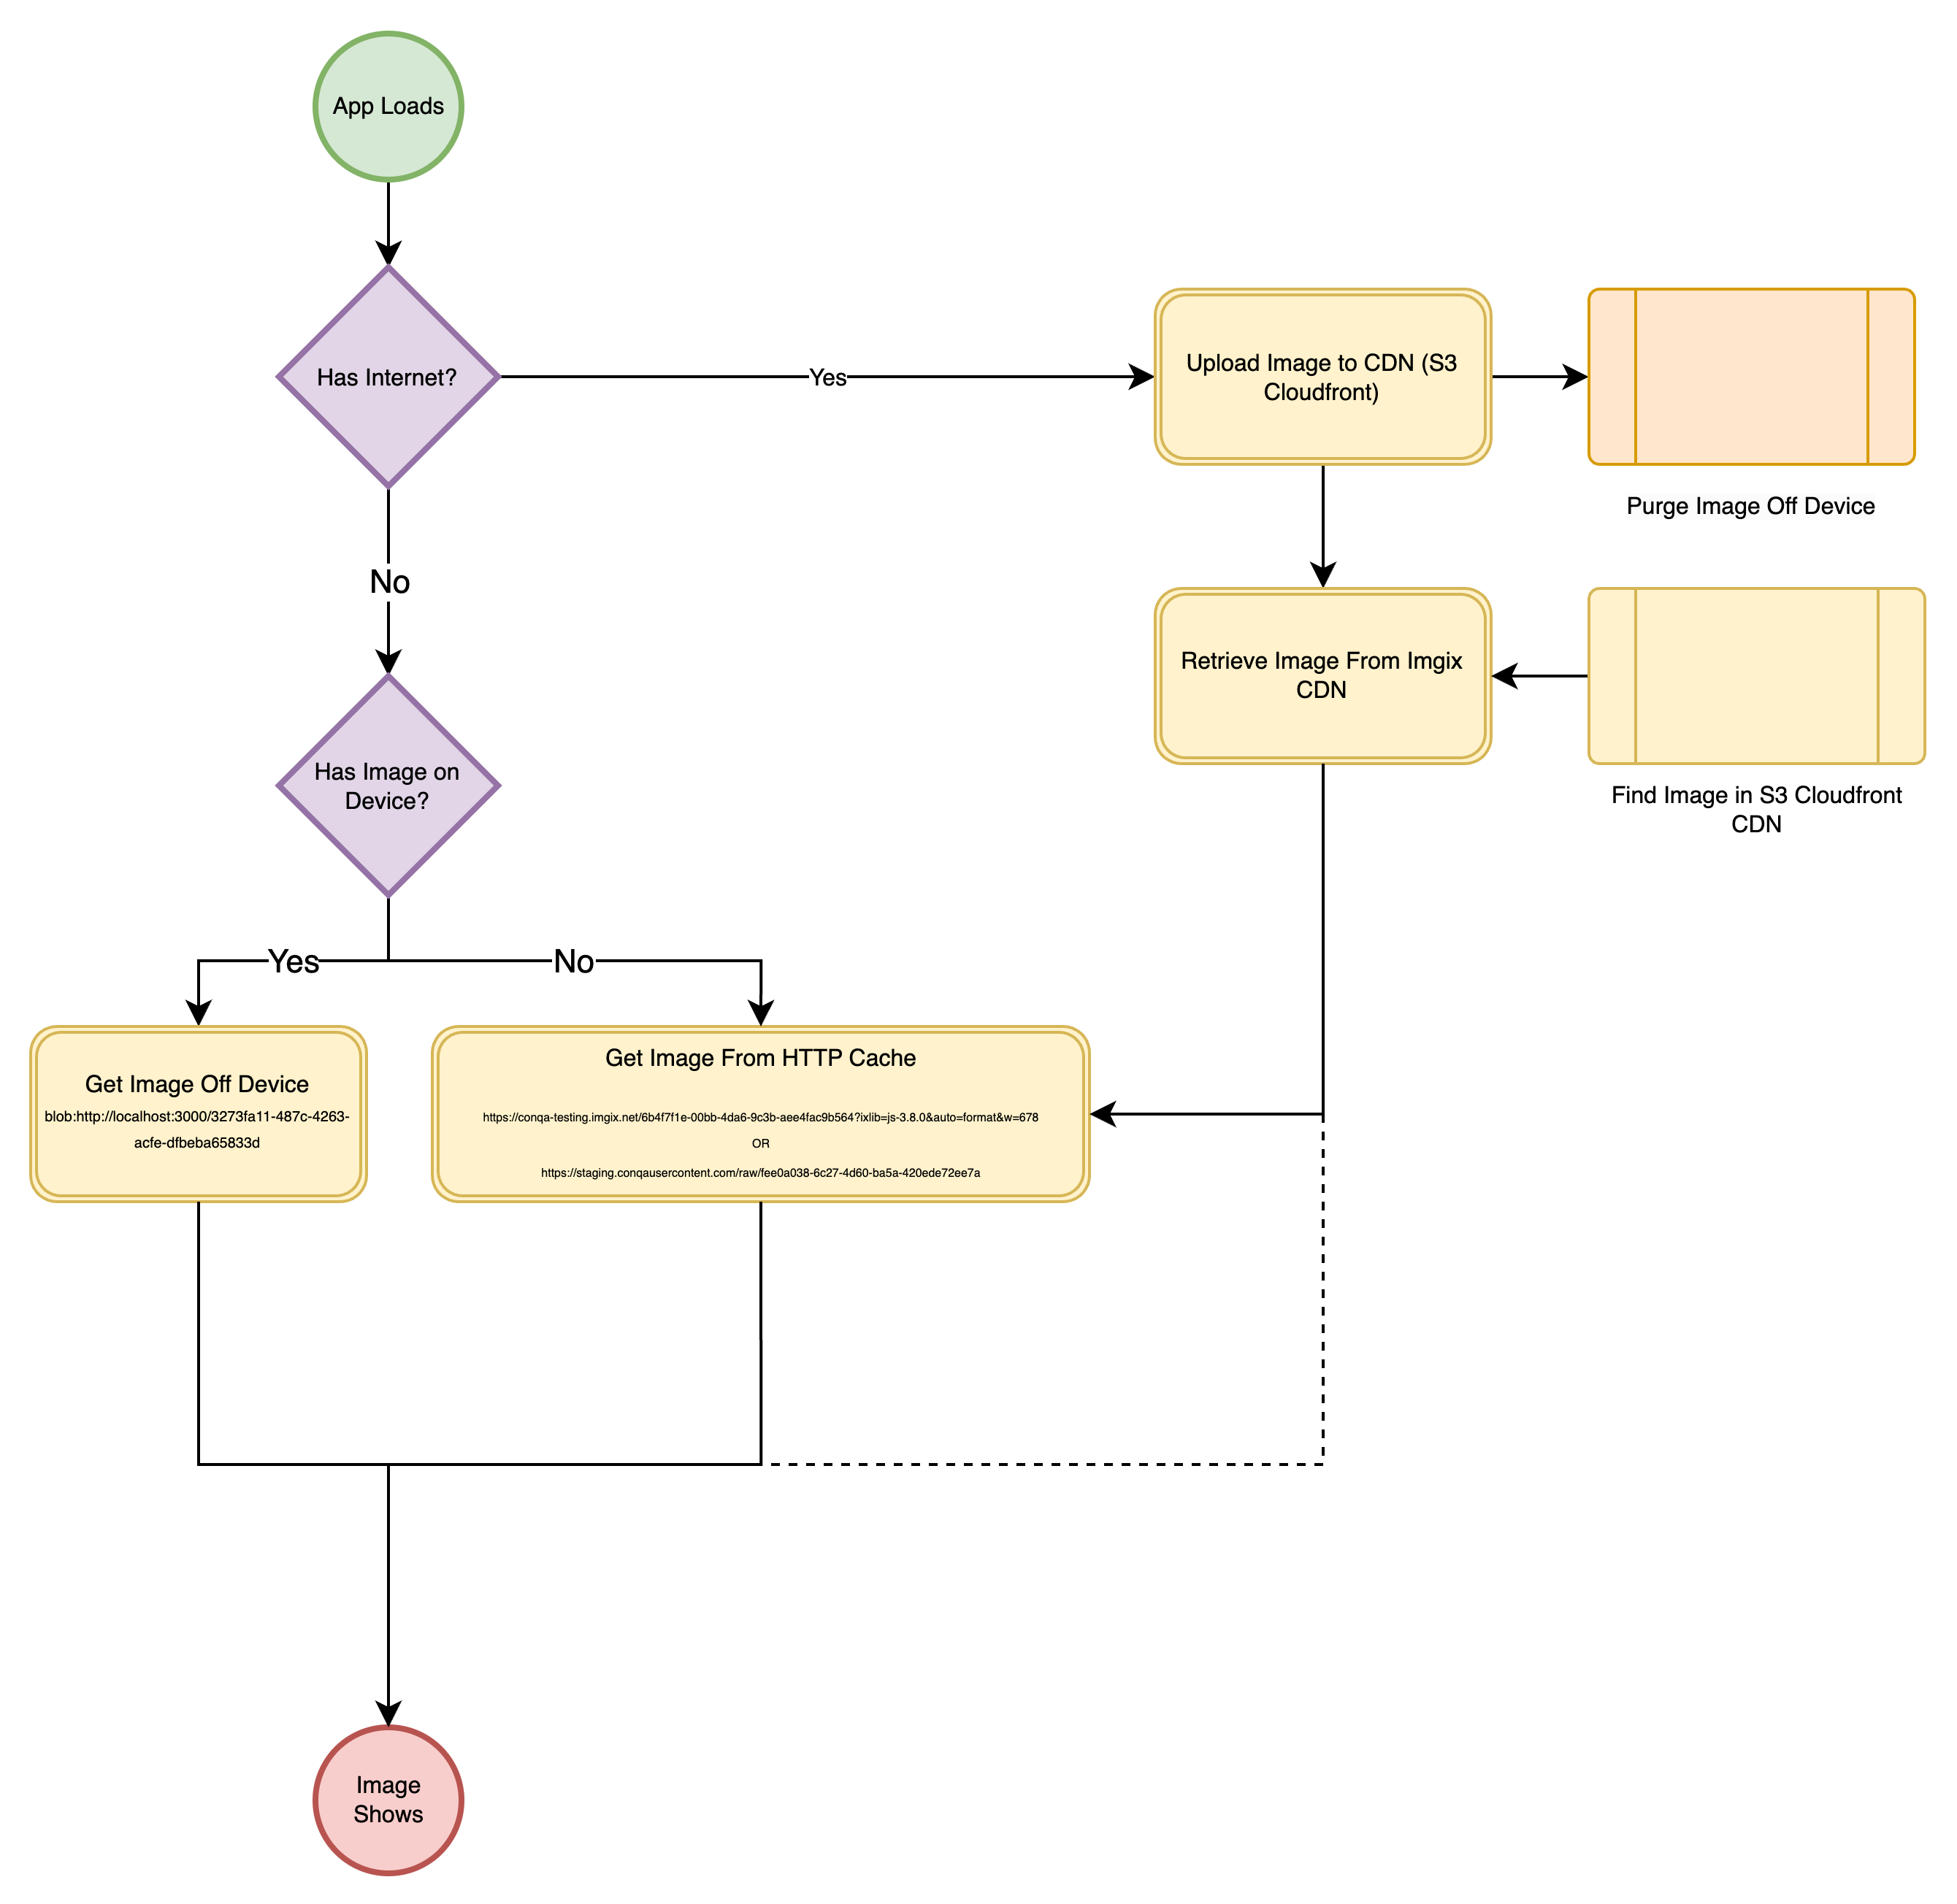 App Loads
Has Internet?
Yes
Upload Image to CDN (S3
Cloudfront)
Purge Image Off Device
No
Retrieve Image From Imgix
CDN
Find Image in S3 Cloudfront
CDN
Has Image on
Device?
Yes
No
Get Image Off Device
blob:http://localhost:3000/3273fa11-487c-4263-
acfe-dfbeba65833d
Get Image From HTTP Cache
https://conqa-testing.imgix.net/6b4f7f1e-00bb-4da6-9c3b-aee4fac9b564?ixlib=js-3.8.0&auto=format&w=678
OR
https://staging.conqausercontent.com/raw/fee0a038-6c27-4d60-ba5a-420ede72ee7a
Image
Shows